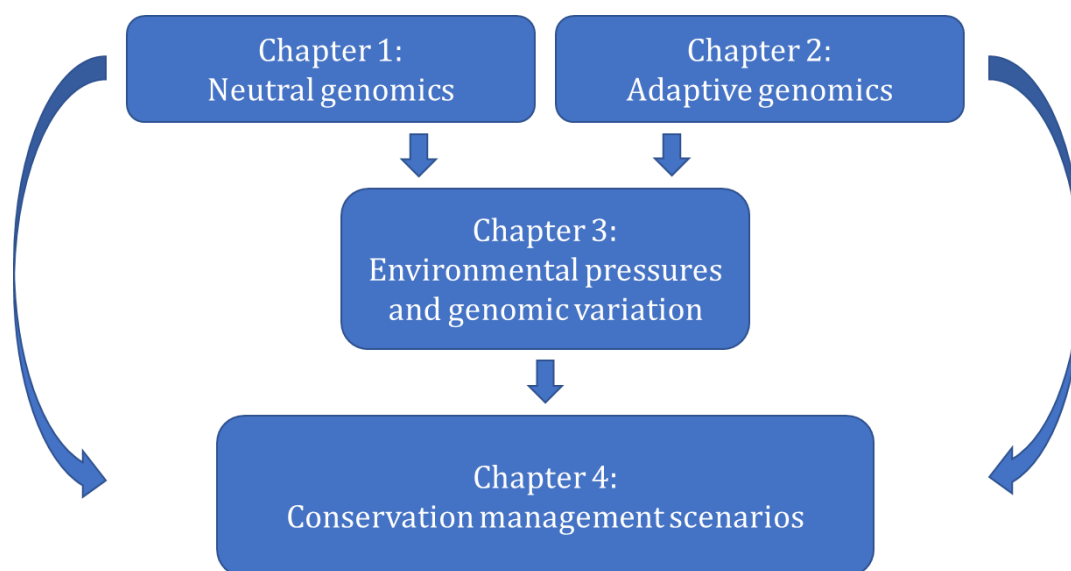 Chapter 1:
Neutral genomics
Chapter 2:
Adaptive genomics
Chapter 3:
Environmental pressures
and genomic variation
Chapter 4:
Conservation management scenarios